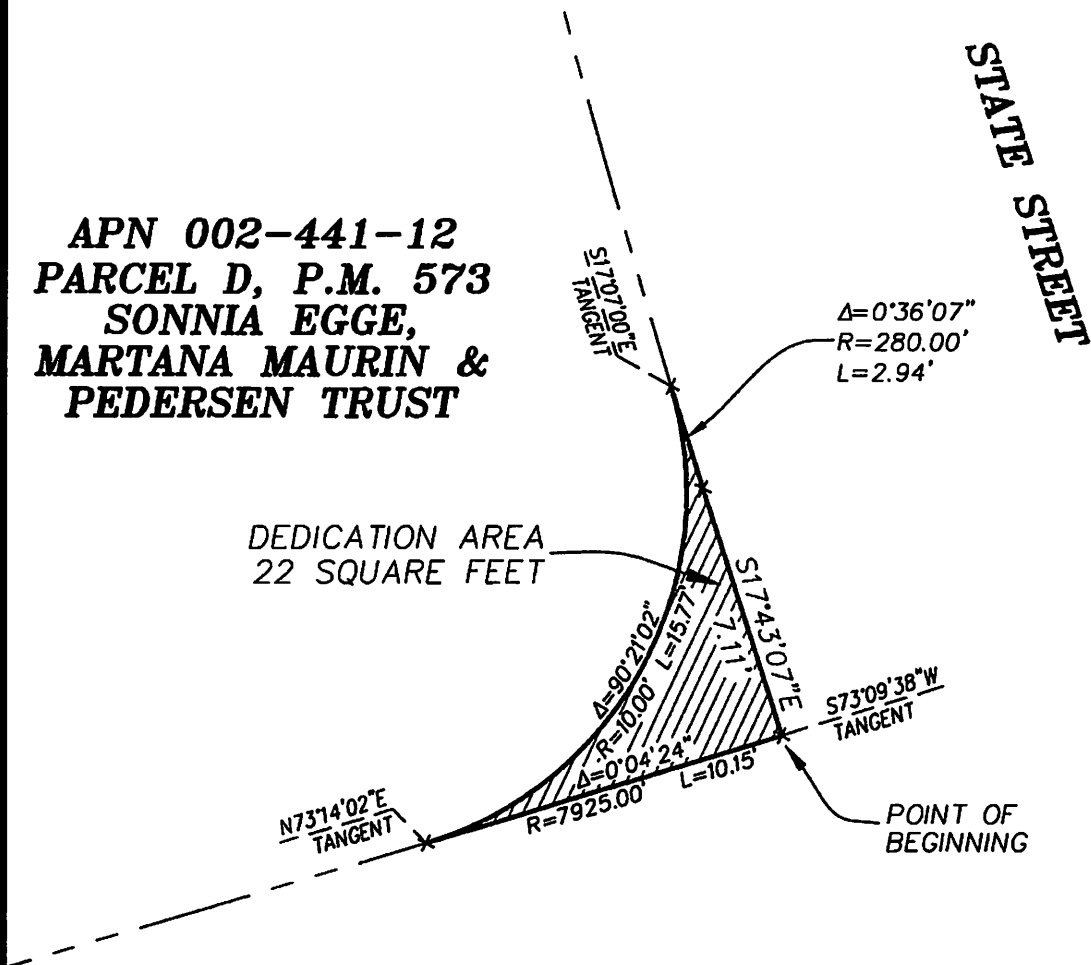 STATE STREET
APN 002-441-12
PARCEL D, P.M. 573
SONNIA EGGE,
MARTANA MAURIN &
PEDERSEN TRUST
S17°07'00"E
TANGENT
Δ=0°36'07"
R=280.00'
L=2.94'
DEDICATION AREA
22 SQUARE FEET
Δ=90°21'02"
R=10.00' L=15.77'
S17°43'07"E
7.11'
S73°09'38"W
TANGENT
Δ=0°04'24"
R=7925.00' L=10.15'
N73°14'02"E
TANGENT
POINT OF
BEGINNING